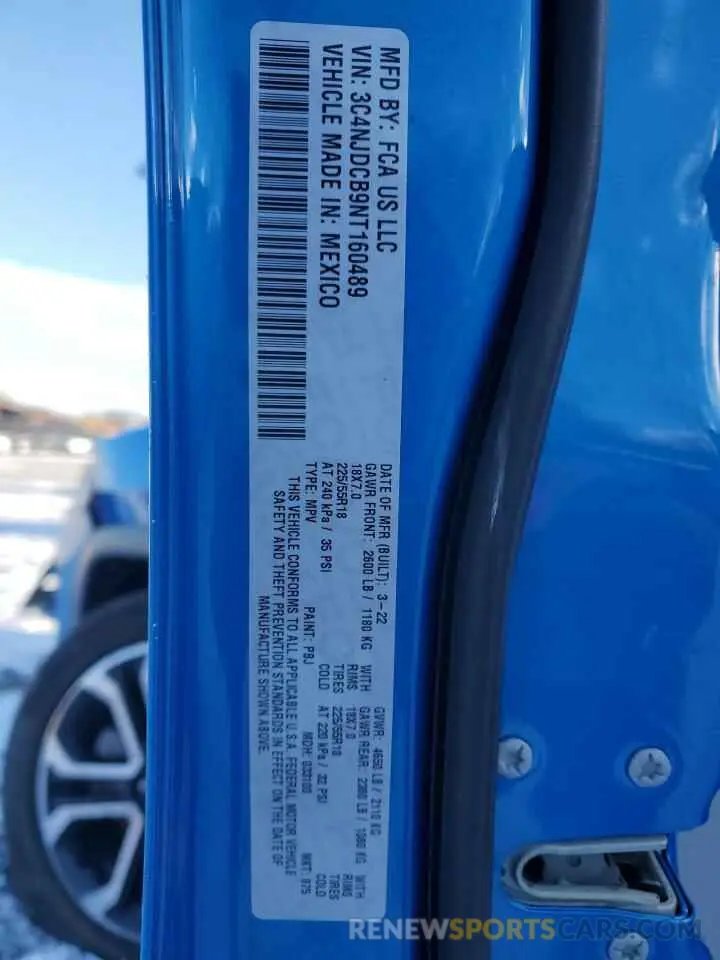 MFD BY: FCA US LLC
VIN: 3C4NJDCB9NT160489
VEHICLE MADE IN: MEXICO
DATE OF MFR (BUILT): 3-22 GVWR: 4650 LB / 2110 KG
GAWR FRONT: 2600 LB / 1180 KG WITH GAWR REAR: LB / KG WITH
18X7.0 RIMS 18X7.0 RIMS
225/55R18 TIRES 225/55R18 TIRES
AT 240 kPa / 35 PSI COLD AT 220 kPa / 32 PSI COLD
TYPE: MPV PAINT: PBJ MDH: MKT:
THIS VEHICLE CONFORMS TO ALL APPLICABLE U.S.A. FEDERAL MOTOR VEHICLE
SAFETY AND THEFT PREVENTION STANDARDS IN EFFECT ON THE DATE OF
MANUFACTURE SHOWN ABOVE.
RENEWSPORTSCARS.COM